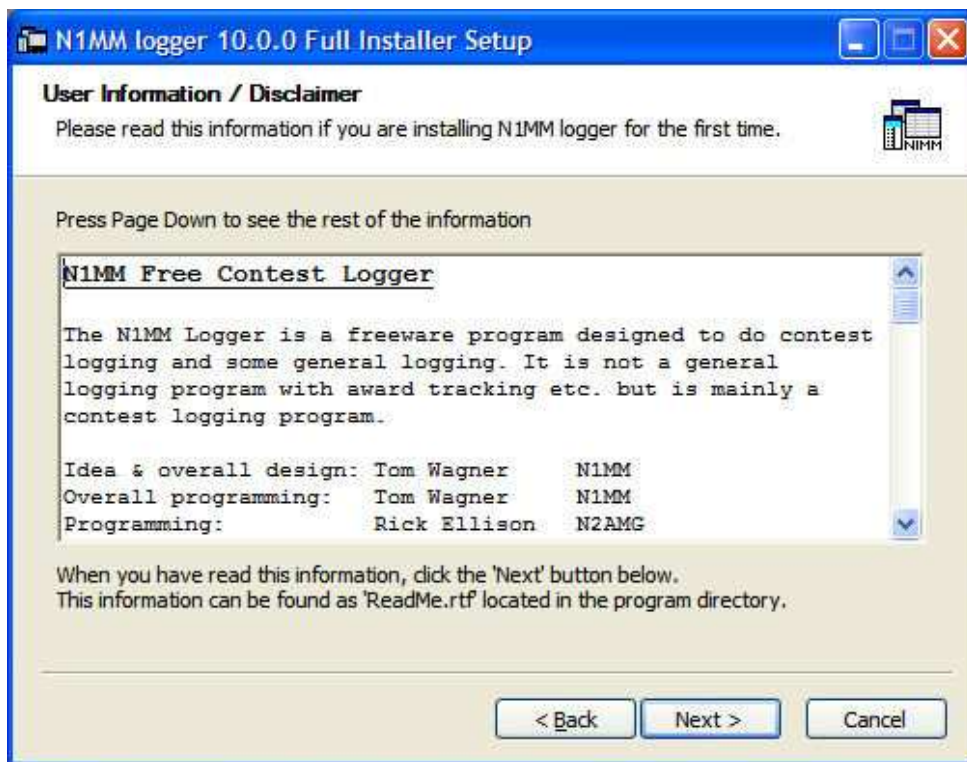 N1MM logger 10.0.0 Full Installer Setup
User Information / Disclaimer
Please read this information if you are installing N1MM logger for the first time.
N1MM
Press Page Down to see the rest of the information
N1MM Free Contest Logger
The N1MM Logger is a freeware program designed to do contest
logging and some general logging. It is not a general
logging program with award tracking etc. but is mainly a
contest logging program.
Idea & overall design: Tom Wagner N1MM
Overall programming: Tom Wagner N1MM
Programming: Rick Ellison N2AMG
When you have read this information, click the 'Next' button below.
This information can be found as 'ReadMe.rtf' located in the program directory.
< Back Next > Cancel